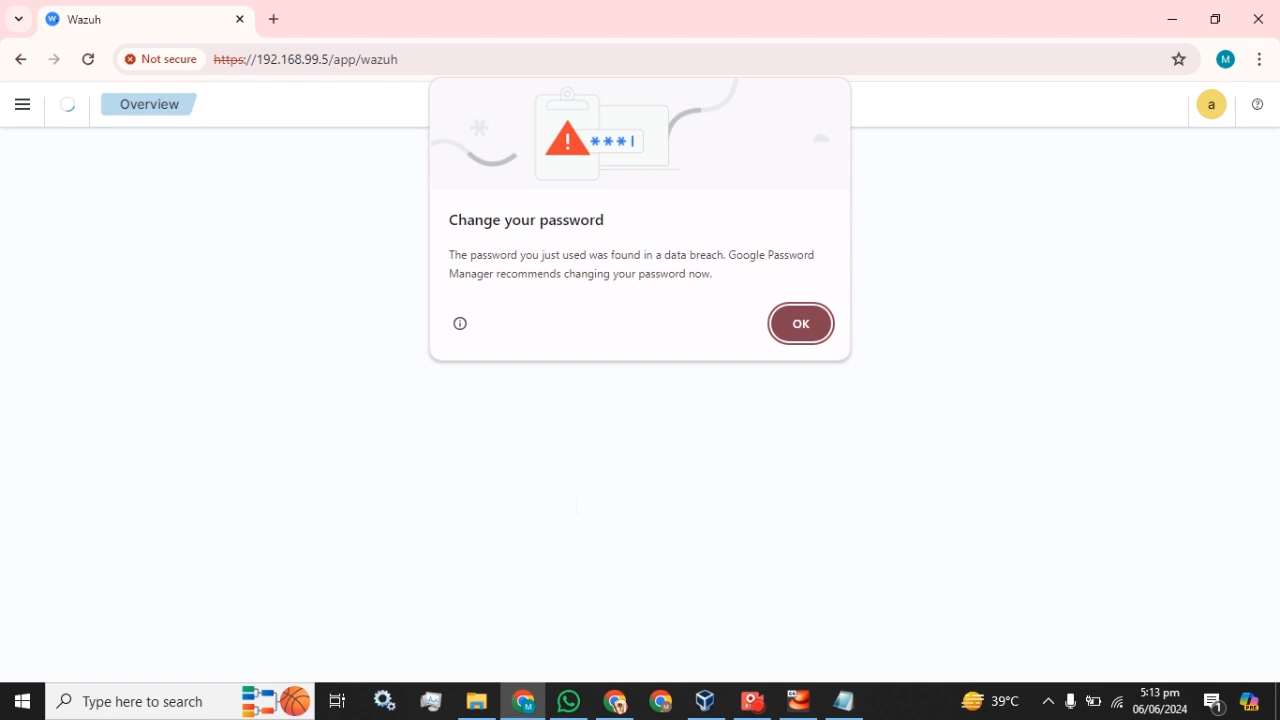 Wazuh
Not secure
https://192.168.99.5/app/wazuh
M
Overview
a
***
Change your password
The password you just used was found in a data breach. Google Password
Manager recommends changing your password now.
OK
Type here to search
39°C
5:13 pm
06/06/2024
1